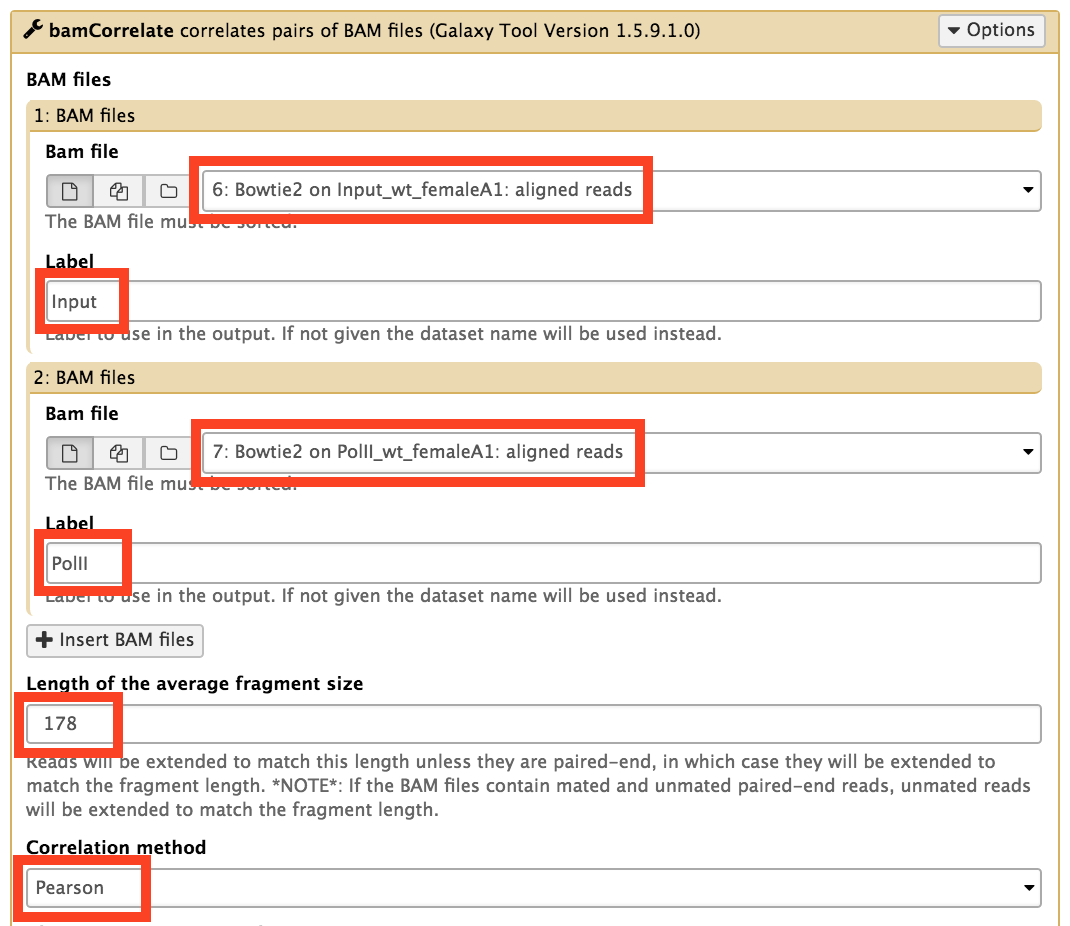 bamCorrelate correlates pairs of BAM files (Galaxy Tool Version 1.5.9.1.0)
Options
BAM files
1: BAM files
Bam file
6: Bowtie2 on Input_wt_femaleA1: aligned reads
The BAM file must be sorted.
Label
Input
Label to use in the output. If not given the dataset name will be used instead.
2: BAM files
Bam file
7: Bowtie2 on PolII_wt_femaleA1: aligned reads
The BAM file must be sorted.
Label
PolII
Label to use in the output. If not given the dataset name will be used instead.
Insert BAM files
Length of the average fragment size
178
Reads will be extended to match this length unless they are paired-end, in which case they will be extended to
match the fragment length. *NOTE*: If the BAM files contain mated and unmated paired-end reads, unmated reads
will be extended to match the fragment length.
Correlation method
Pearson